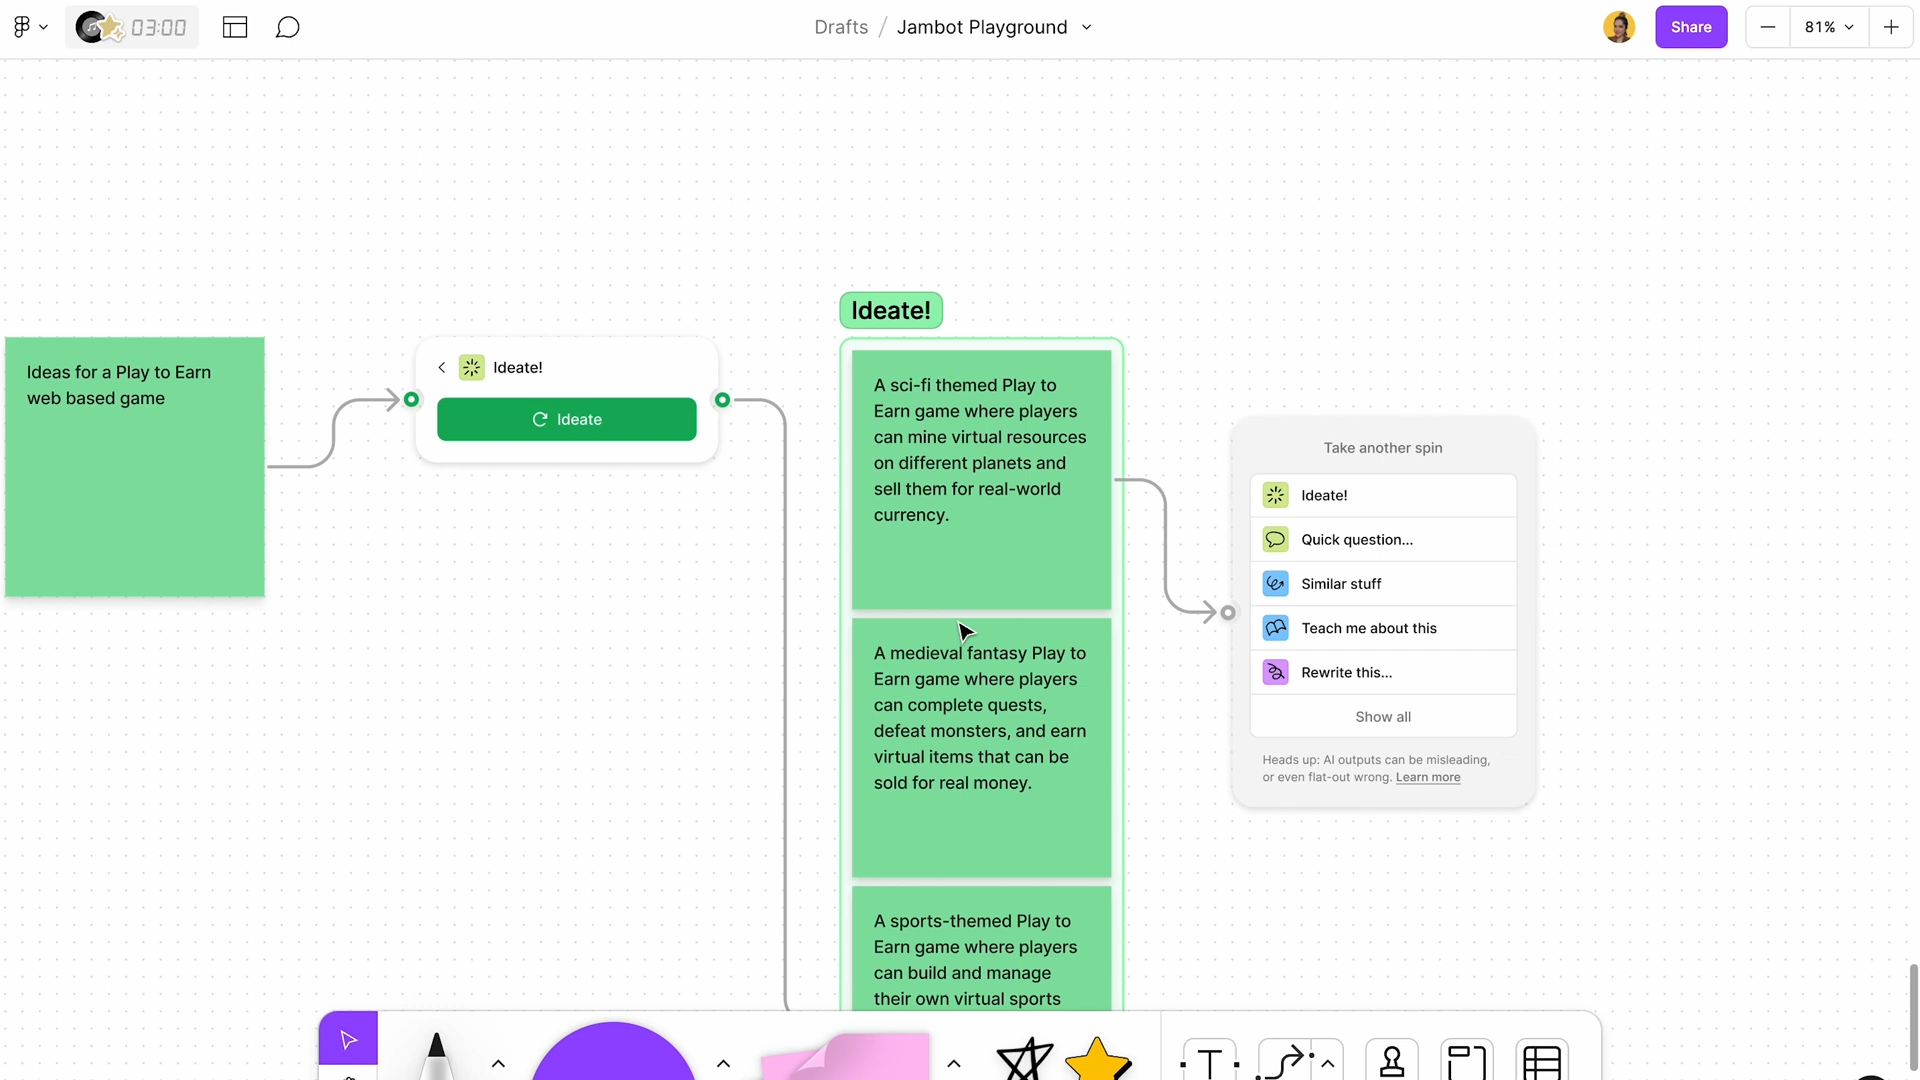 03:00
Drafts / Jambot Playground
Share
81%
Ideas for a Play to Earn
web based game
Ideate!
Ideate
Ideate!
A sci-fi themed Play to
Earn game where players
can mine virtual resources
on different planets and
sell them for real-world
currency.
A medieval fantasy Play to
Earn game where players
can complete quests,
defeat monsters, and earn
virtual items that can be
sold for real money.
A sports-themed Play to
Earn game where players
can build and manage
their own virtual sports
Take another spin
Ideate!
Quick question...
Similar stuff
Teach me about this
Rewrite this...
Show all
Heads up: AI outputs can be misleading,
or even flat-out wrong. Learn more
T